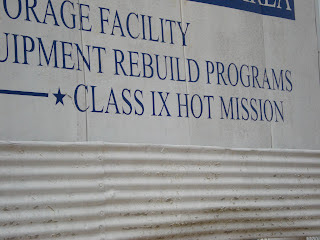 ORAGE FACILITY
UIPMENT REBUILD PROGRAMS
CLASS IX HOT MISSION